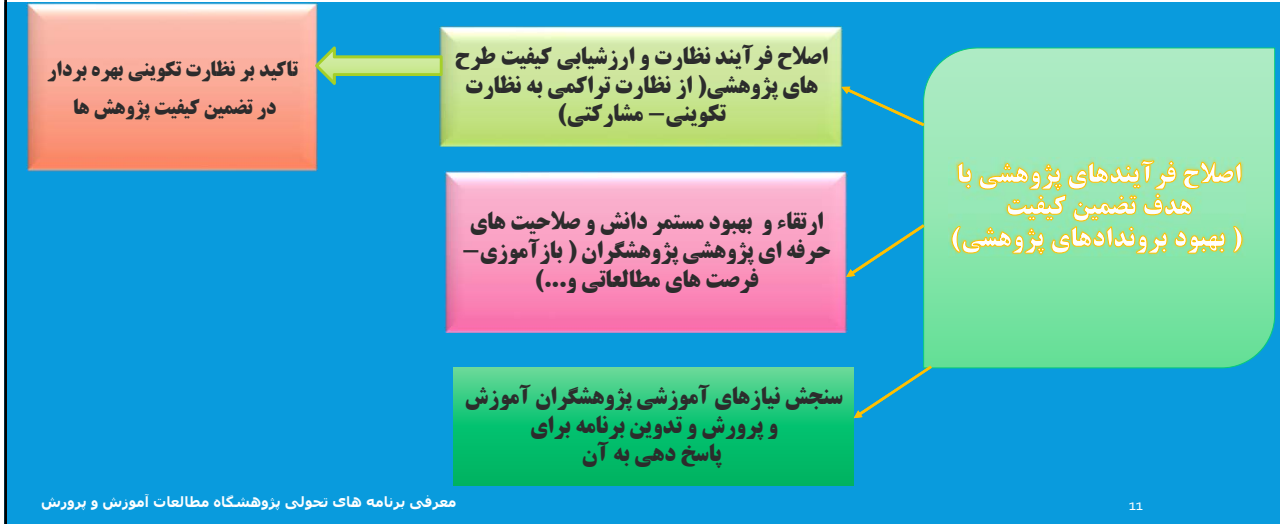 اصلاح فرآیندهای پژوهشی با
هدف تضمین کیفیت
( بهبود بروندادهای پژوهشی)
اصلاح فرآیند نظارت و ارزشیابی کیفیت طرح
های پژوهشی( از نظارت تراکمی به نظارت
تکوینی– مشارکتی)
تاکید بر نظارت تکوینی بهره بردار
در تضمین کیفیت پژوهش ها
ارتقاء و بهبود مستمر دانش و صلاحیت های
حرفه ای پژوهشی پژوهشگران ( بازآموزی–
فرصت های مطالعاتی و...)
سنجش نیازهای آموزشی پژوهشگران آموزش
و پرورش و تدوین برنامه برای
پاسخ دهی به آن
معرفی برنامه های تحولی پژوهشگاه مطالعات آموزش و پرورش
11